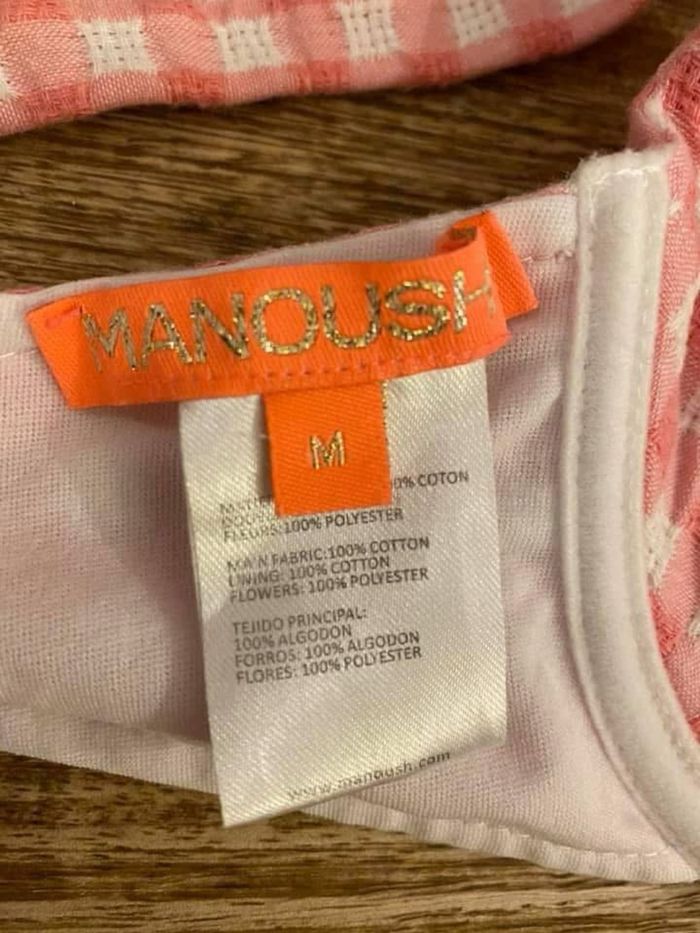 MANOUSH
M
0% COTON
FLEURS:100% POLYESTER
MAIN FABRIC:100% COTTON
LINING: 100% COTTON
FLOWERS: 100% POLYESTER
TEJIDO PRINCIPAL:
100% ALGODON
FORROS: 100% ALGODON
FLORES: 100% POLYESTER
www.manoush.com